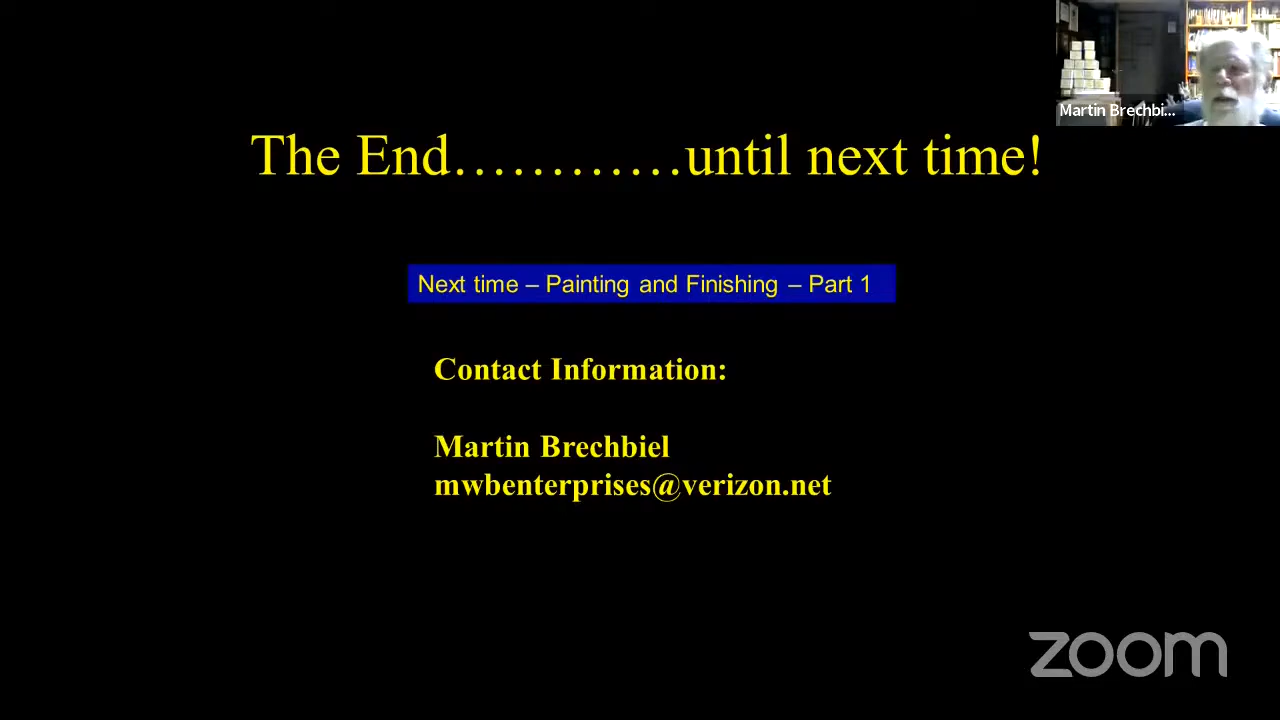 Martin Brechbi...
The End…………until next time!
Next time – Painting and Finishing – Part 1
Contact Information:
Martin Brechbiel
mwbenterprises@verizon.net
zoom